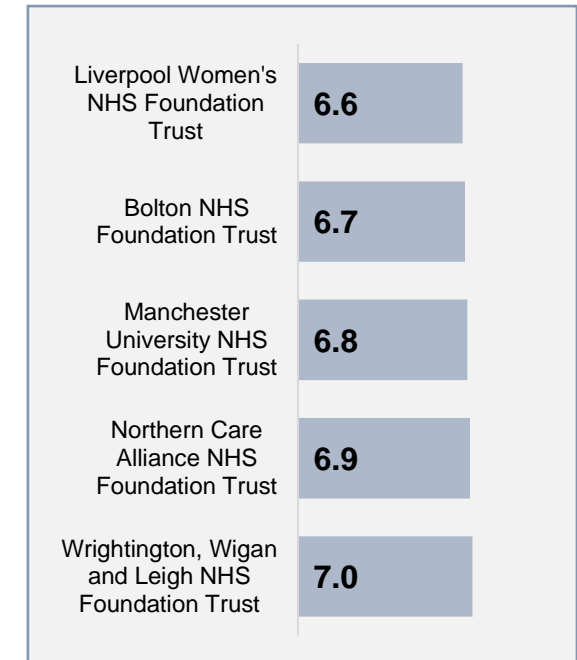 Liverpool Women's
NHS Foundation
Trust
6.6
Bolton NHS
Foundation Trust
6.7
Manchester
University NHS
Foundation Trust
6.8
Northern Care
Alliance NHS
Foundation Trust
6.9
Wrightington, Wigan
and Leigh NHS
Foundation Trust
7.0